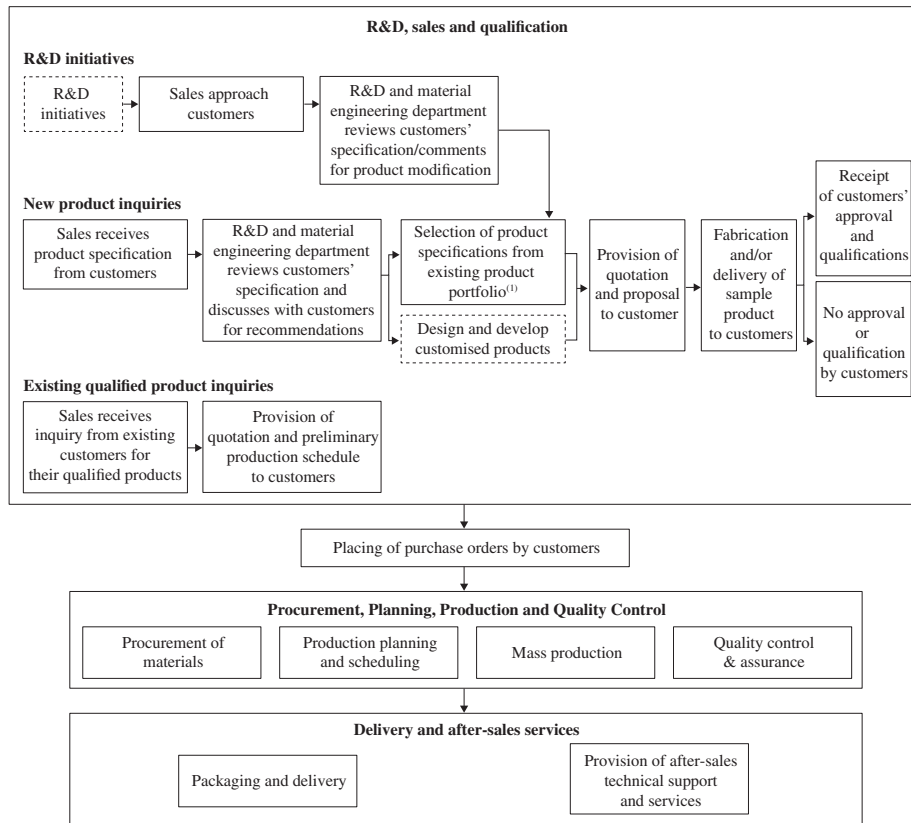 R&D, sales and qualification
R&D initiatives
R&D
initiatives
Sales approach
customers
R&D and material
engineering department
reviews customers’
specification/comments
for product modification
New product inquiries
Sales receives
product specification
from customers
R&D and material
engineering department
reviews customers’
specification and
discusses with customers
for recommendations
Selection of product
specifications from
existing product
portfolio(1)
Design and develop
customised products
Provision of
quotation
and proposal
to customer
Fabrication
and/or
delivery of
sample
product
to customers
Receipt
of customers’
approval
and
qualifications
No approval
or
qualification
by customers
Existing qualified product inquiries
Sales receives
inquiry from existing
customers for
their qualified products
Provision of
quotation and preliminary
production schedule
to customers
Placing of purchase orders by customers
Procurement, Planning, Production and Quality Control
Procurement of
materials
Production planning
and scheduling
Mass production
Quality control
& assurance
Delivery and after-sales services
Packaging and delivery
Provision of after-sales
technical support
and services